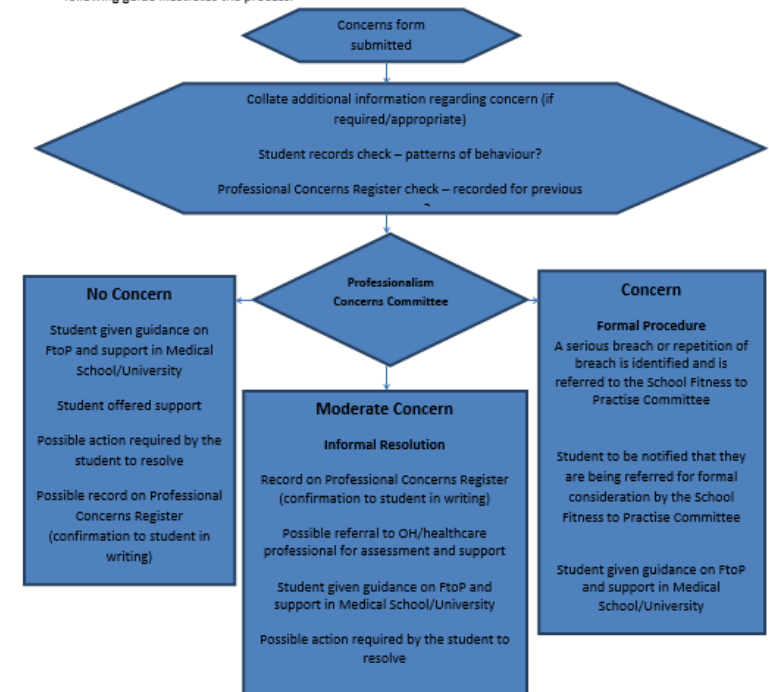 following guide illustrates the process.
Concerns form
submitted
Collate additional information regarding concern (if
required/appropriate)
Student records check – patterns of behaviour?
Professional Concerns Register check – recorded for previous
Professionalism
Concerns Committee
No Concern
Student given guidance on
FtoP and support in Medical
School/University
Student offered support
Possible action required by the
student to resolve
Possible record on Professional
Concerns Register
(confirmation to student in
writing)
Moderate Concern
Informal Resolution
Record on Professional Concerns Register
(confirmation to student in writing)
Possible referral to OH/healthcare
professional for assessment and support
Student given guidance on FtoP and
support in Medical School/University
Possible action required by the student to
resolve
Concern
Formal Procedure
A serious breach or repetition of
breach is identified and is
referred to the School Fitness to
Practise Committee
Student to be notified that they
are being referred for formal
consideration by the School
Fitness to Practise Committee
Student given guidance on FtoP
and support in Medical
School/University